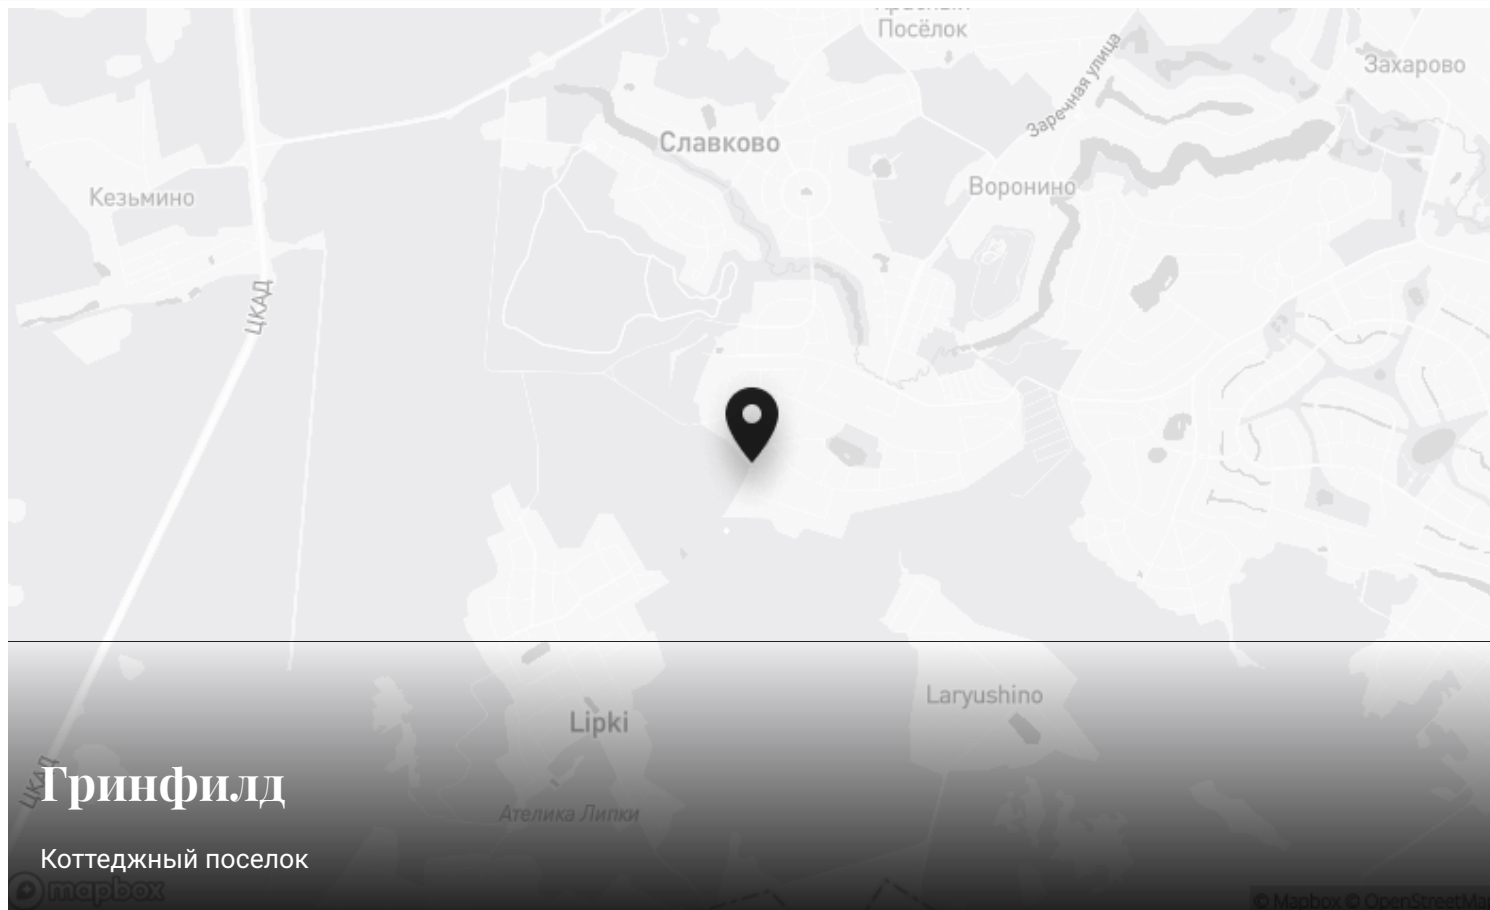 Красный
Посёлок
Заречная улица
Захарово
Славково
Воронино
Кезьмино
ЦКАД
Laryushino
Lipki
ЦКАД
Гринфилд
Ателика Липки
Коттеджный поселок
mapbox
© Mapbox © OpenStreetMap